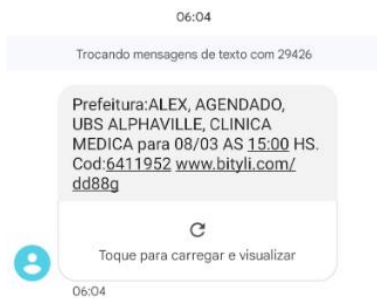 06:04
Trocando mensagens de texto com 29426
Prefeitura:ALEX, AGENDADO,
UBS ALPHAVILLE, CLINICA
MEDICA para 08/03 AS 15:00 HS.
Cod:6411952 www.bityli.com/
dd88g
Toque para carregar e visualizar
06:04